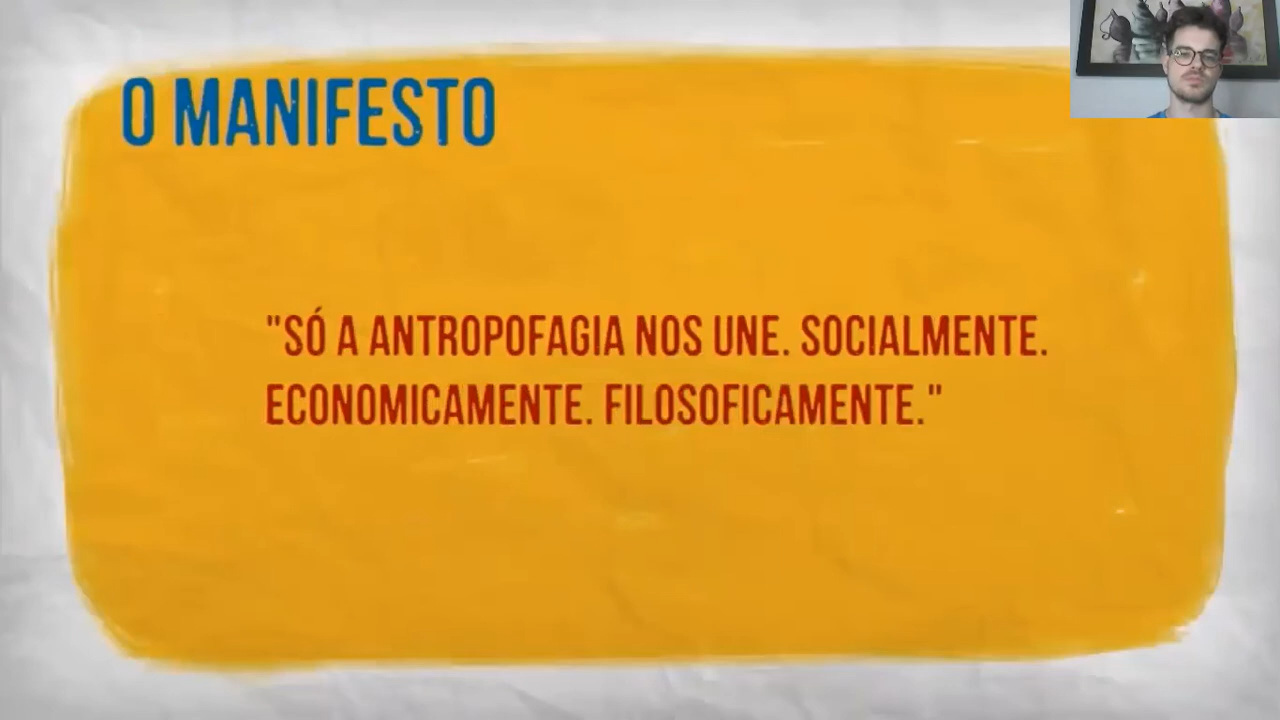 O MANIFESTO
"SÓ A ANTROPOFAGIA NOS UNE. SOCIALMENTE.
ECONOMICAMENTE. FILOSOFICAMENTE."